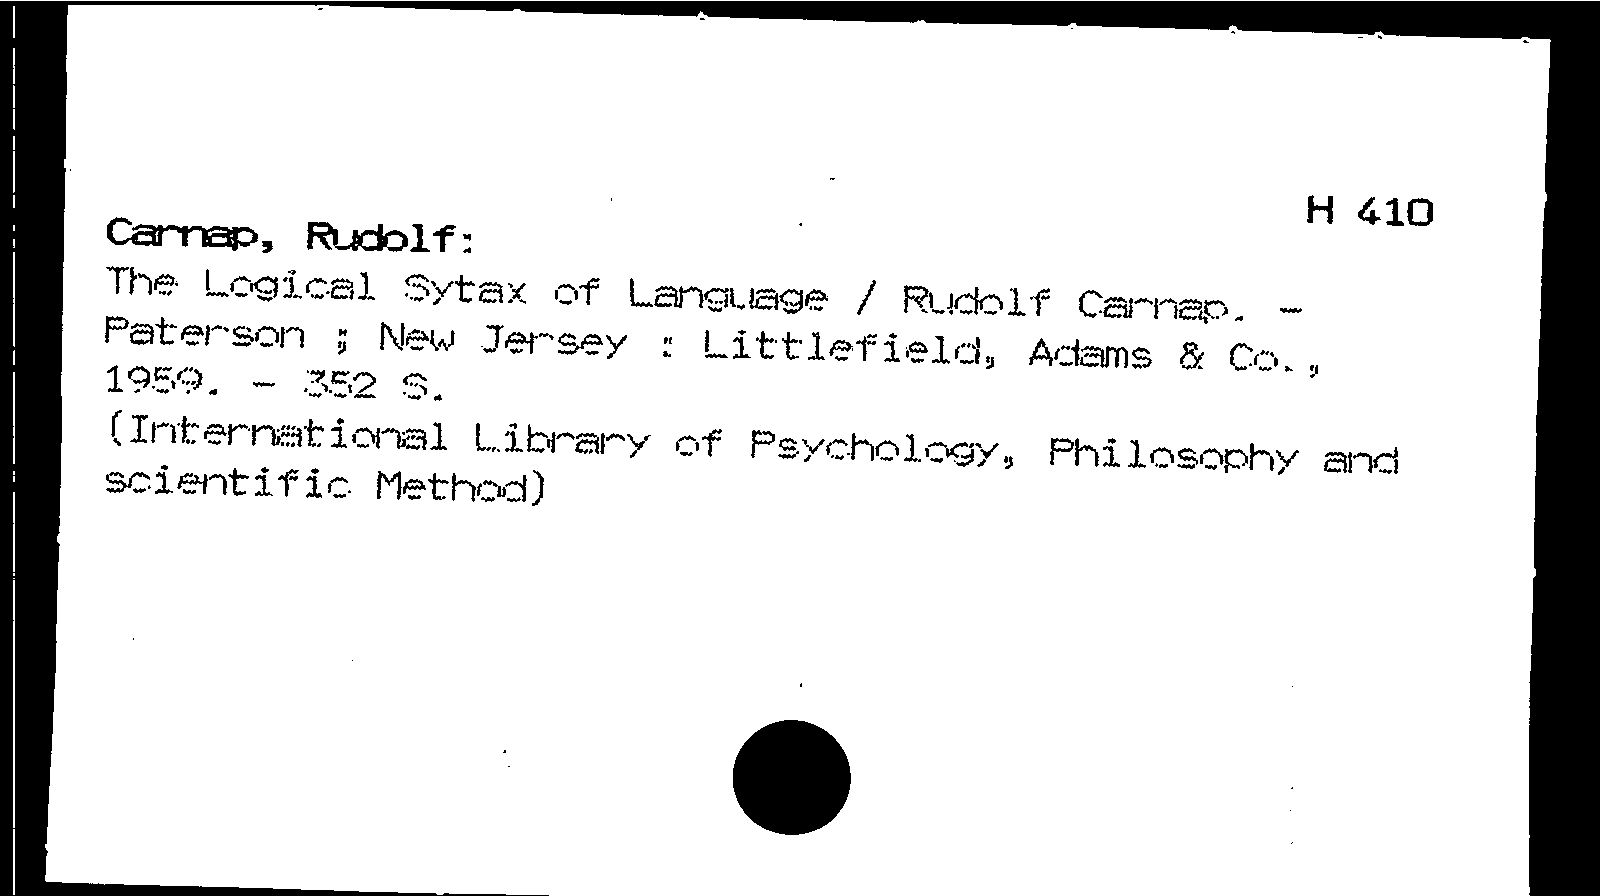 H 410
Carnap, Rudolf:
The Logical Sytax of Language / Rudolf Carnap. -
Paterson ; New Jersey : Littlefield, Adams & Co.,
1959. - 352 S.
(International Library of Psychology, Philosophy and
scientific Method)